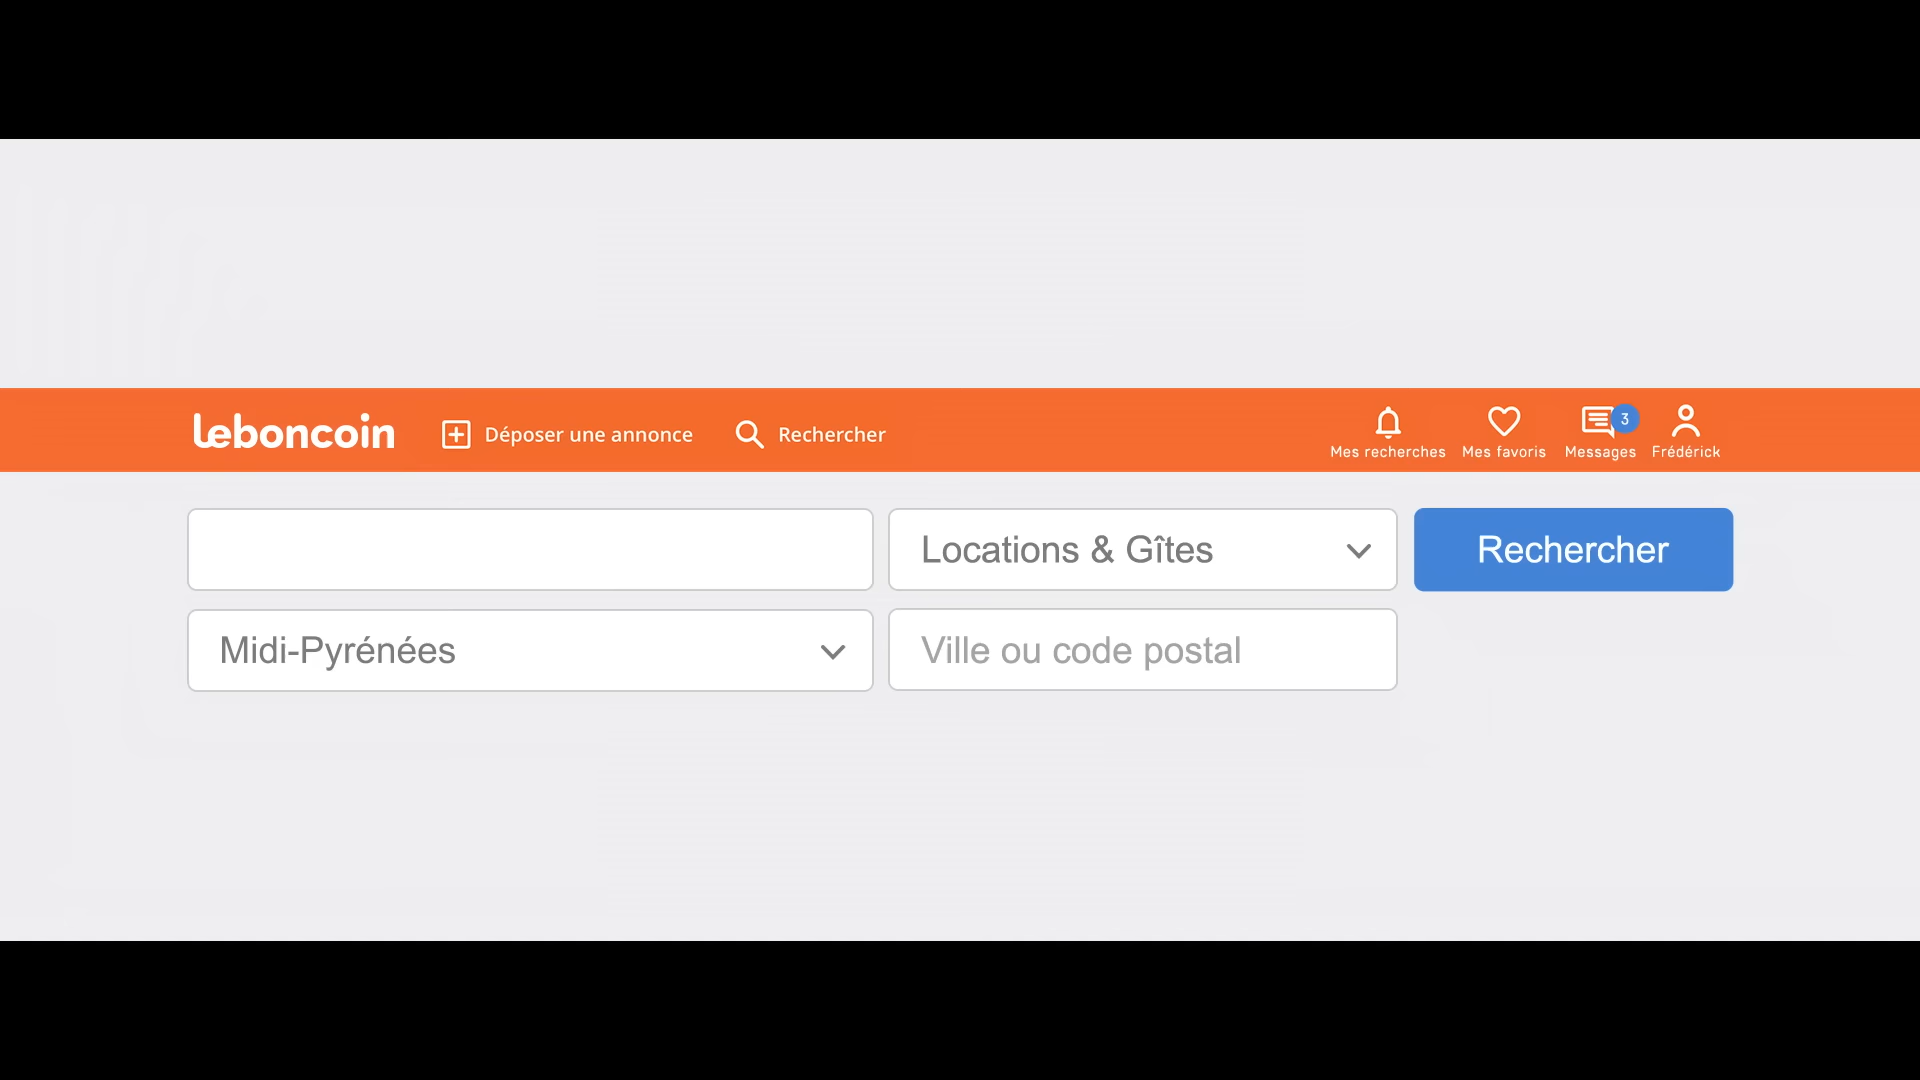 leboncoin
Déposer une annonce
Rechercher
Mes recherches
Mes favoris
3
Messages
Frédérick
Locations & Gîtes
Rechercher
Midi-Pyrénées
Ville ou code postal